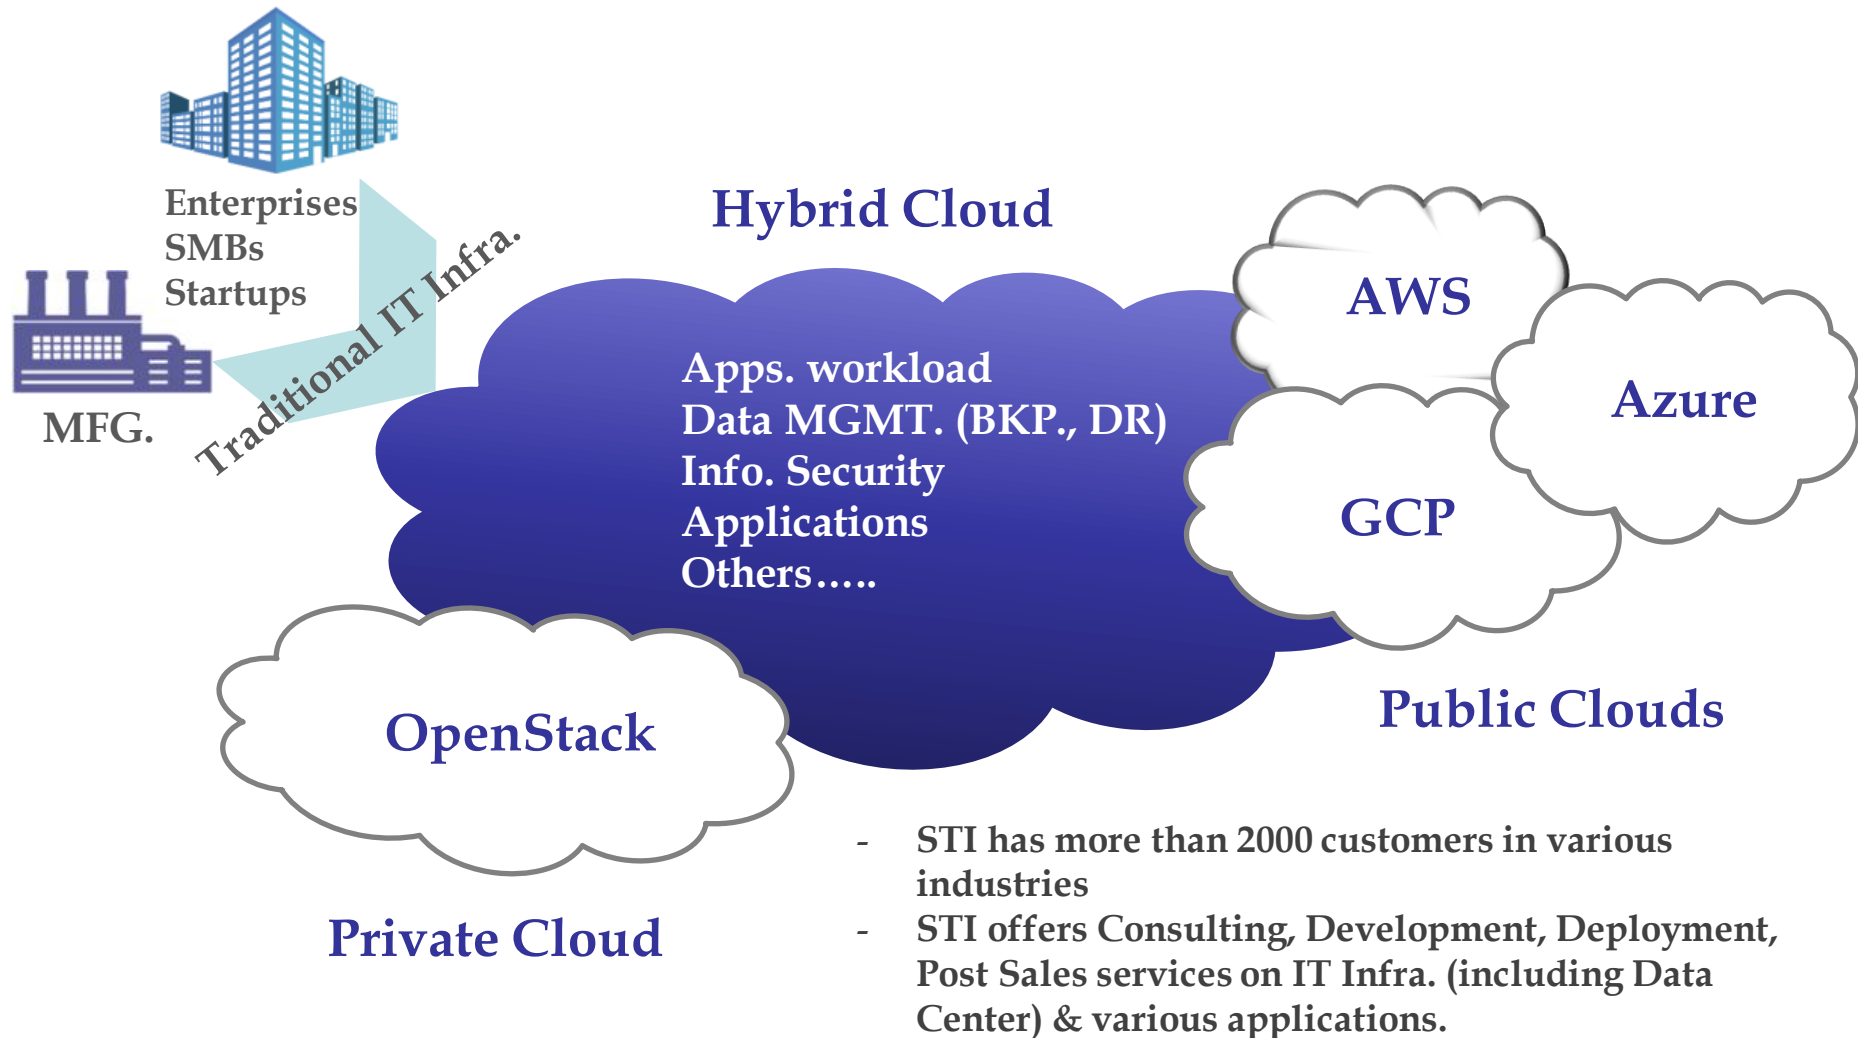 Enterprises
SMBs
Startups
MFG.
Traditional IT Infra.
Hybrid Cloud
Apps. workload
Data MGMT. (BKP., DR)
Info. Security
Applications
Others…..
AWS
Azure
GCP
Public Clouds
OpenStack
Private Cloud
- STI has more than 2000 customers in various
industries
- STI offers Consulting, Development, Deployment,
Post Sales services on IT Infra. (including Data
Center) & various applications.